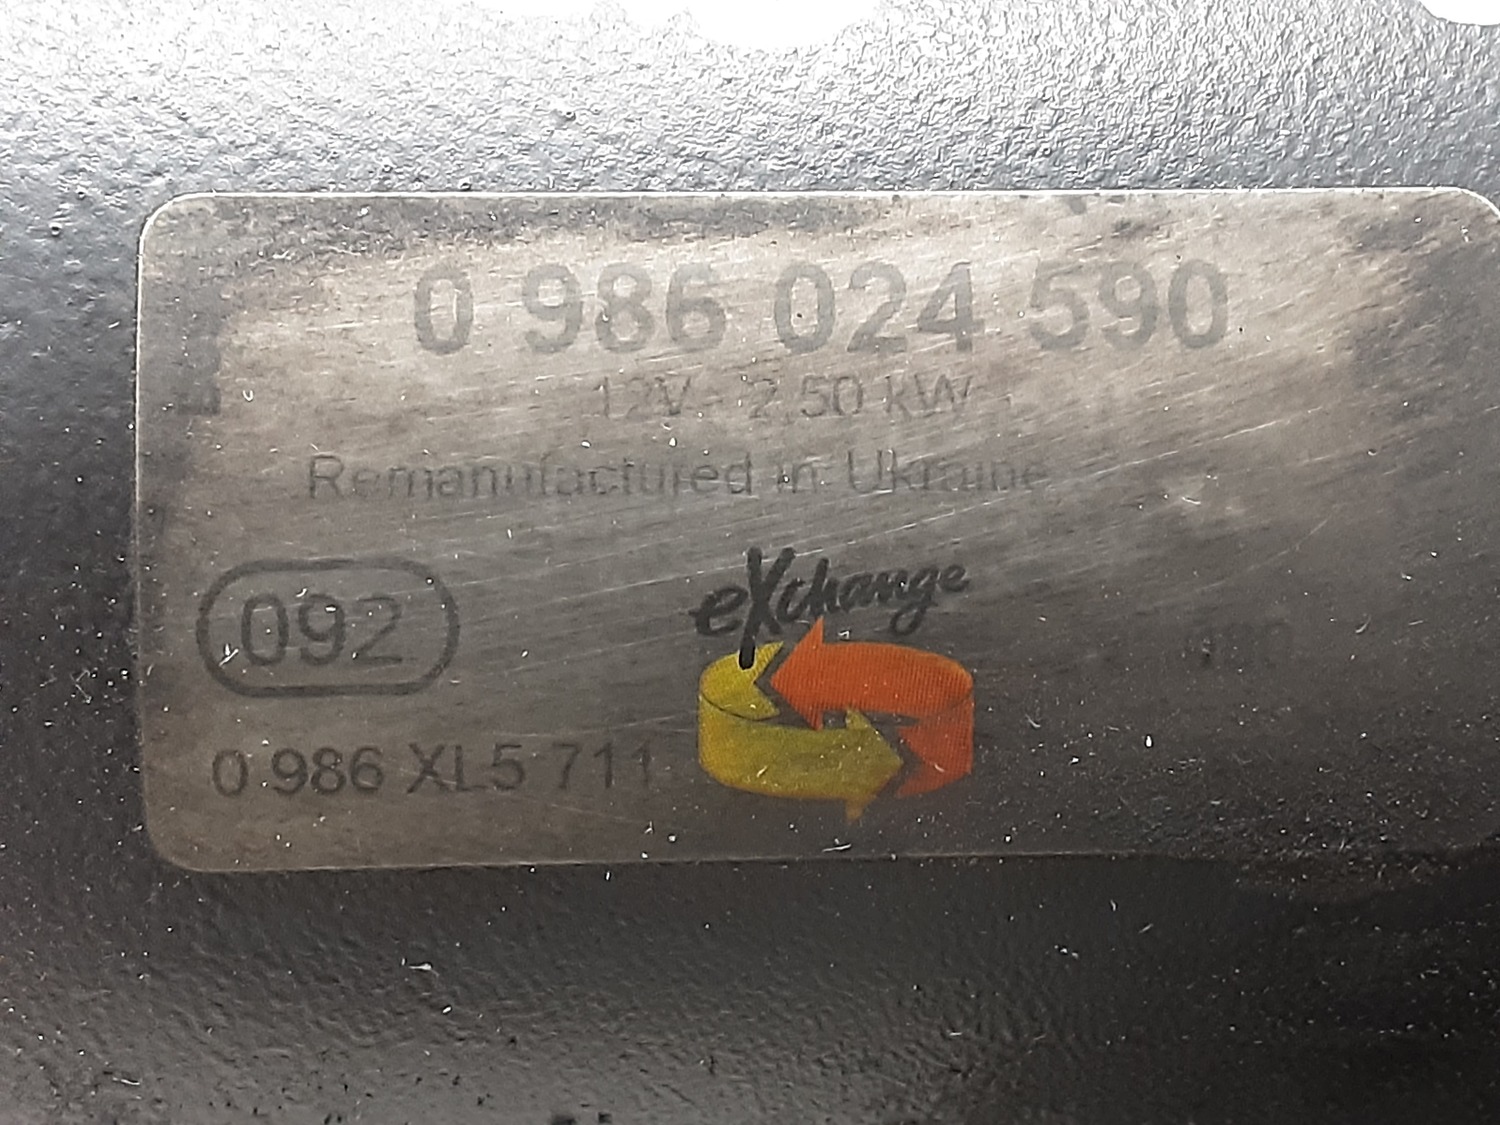 0 986 024 590
12V - 2,50 kW
Remanufactured in Ukraine
092
eXchange
0 986 XL5 711